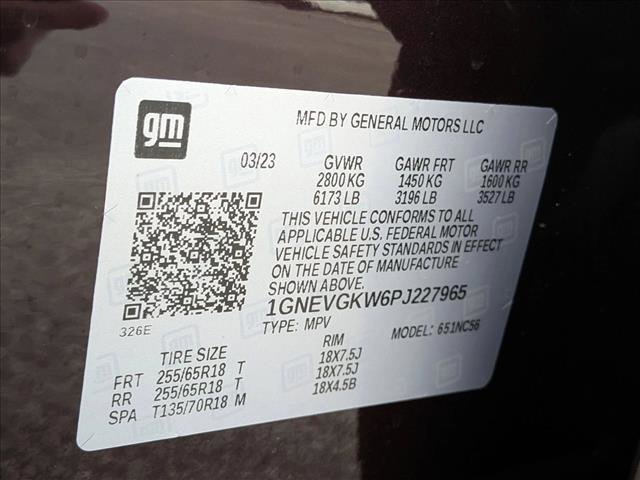 gm
MFD BY GENERAL MOTORS LLC
03/23 GVWR GAWR FRT GAWR RR
2800 KG 1450 KG 1600 KG
6173 LB 3196 LB 3527 LB
THIS VEHICLE CONFORMS TO ALL
APPLICABLE U.S. FEDERAL MOTOR
VEHICLE SAFETY STANDARDS IN EFFECT
ON THE DATE OF MANUFACTURE
SHOWN ABOVE.
1GNEVGKW6PJ227965
326E
TYPE: MPV MODEL: 651NC56
TIRE SIZE RIM
FRT 255/65R18 T 18X7.5J
RR 255/65R18 T 18X7.5J
SPA T135/70R18 M 18X4.5B